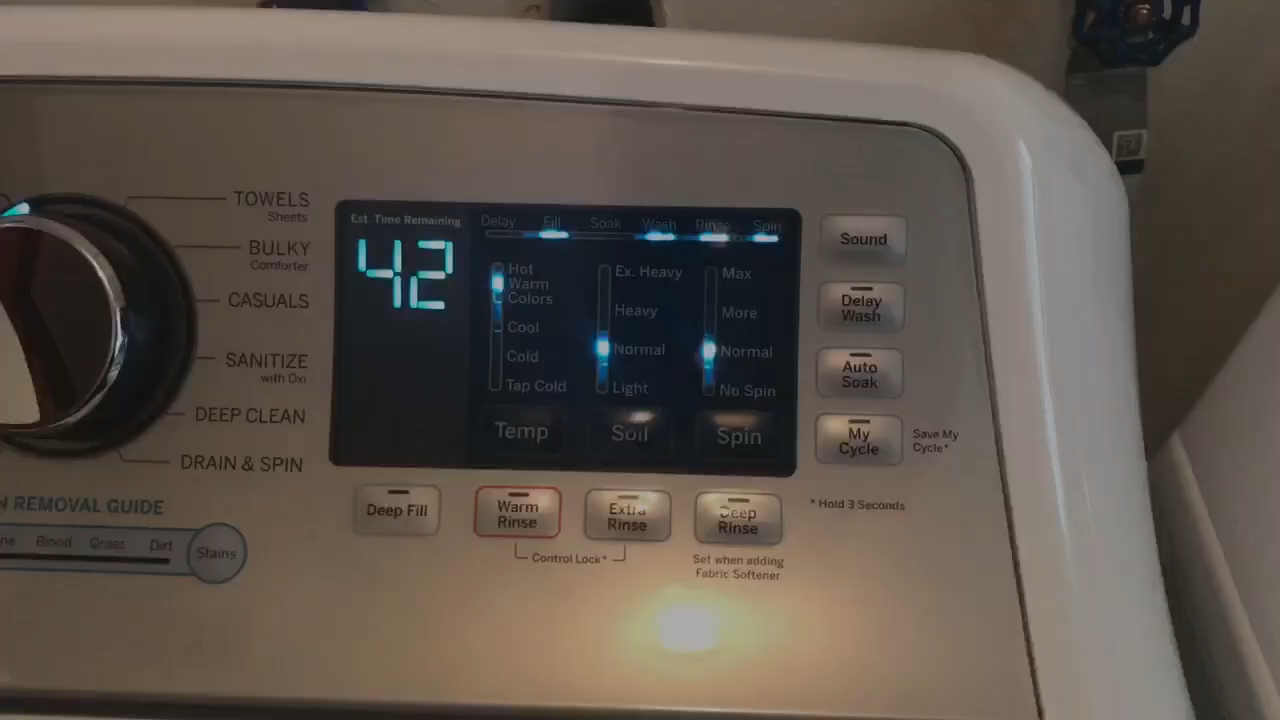 TOWELS
Sheets
BULKY
Comforter
CASUALS
SANITIZE
with Oxi
DEEP CLEAN
DRAIN & SPIN
N REMOVAL GUIDE
ne Blood Grass Dirt
Stains
Est. Time Remaining
42
Delay Fill Soak Wash Rinse Spin
Hot
Warm
Colors
Cool
Cold
Tap Cold
Temp
Ex. Heavy
Heavy
Normal
Light
Soil
Max
More
Normal
No Spin
Spin
Sound
Delay
Wash
Auto
Soak
My
Cycle
Save My
Cycle*
* Hold 3 Seconds
Deep Fill
Warm
Rinse
Extra
Rinse
Control Lock*
Deep
Rinse
Set when adding
Fabric Softener